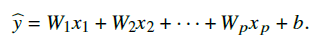 ŷ = W₁x₁ + W₂x₂ + ··· + Wₚxₚ + b.